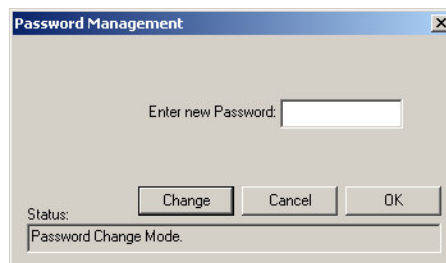 Password Management
Enter new Password:
Change Cancel OK
Status:
Password Change Mode.